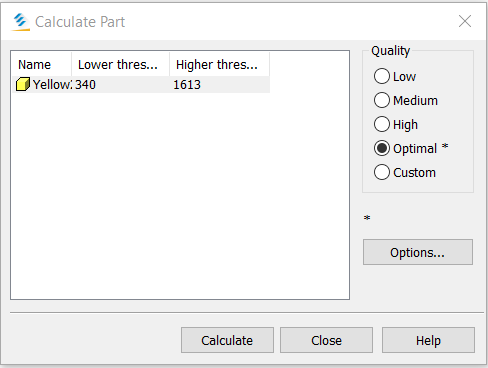 Calculate Part
Name Lower thres... Higher thres...
Yellow2 340 1613
Quality
Low
Medium
High
Optimal *
Custom
*
Options...
Calculate Close Help